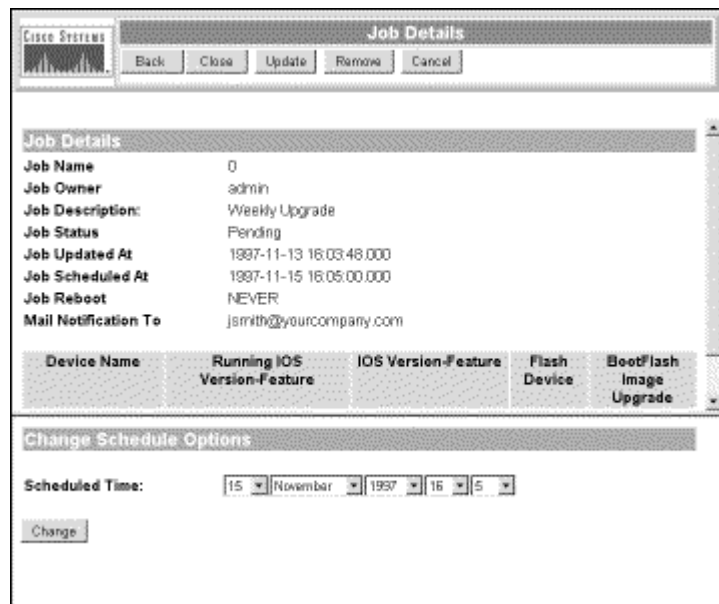 CISCO SYSTEMS
Job Details
Back Close Update Remove Cancel
Job Details
Job Name 0
Job Owner admin
Job Description: Weekly Upgrade
Job Status Pending
Job Updated At 1997-11-13 16:03:48.000
Job Scheduled At 1997-11-15 16:05:00.000
Job Reboot NEVER
Mail Notification To jsmith@yourcompany.com
Device Name Running IOS Version-Feature IOS Version-Feature Flash Device BootFlash Image Upgrade
Change Schedule Options
Scheduled Time: 15 November 1997 16 5
Change